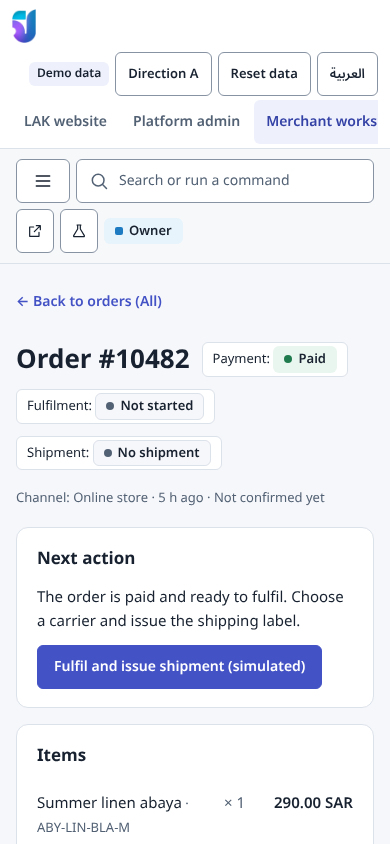 Demo data
Direction A
Reset data
العربية
LAK website
Platform admin
Merchant works
Search or run a command
Owner
← Back to orders (All)
Order #10482
Payment: Paid
Fulfilment: Not started
Shipment: No shipment
Channel: Online store · 5 h ago · Not confirmed yet
Next action
The order is paid and ready to fulfil. Choose
a carrier and issue the shipping label.
Fulfil and issue shipment (simulated)
Items
Summer linen abaya · × 1 290.00 SAR
ABY-LIN-BLA-M